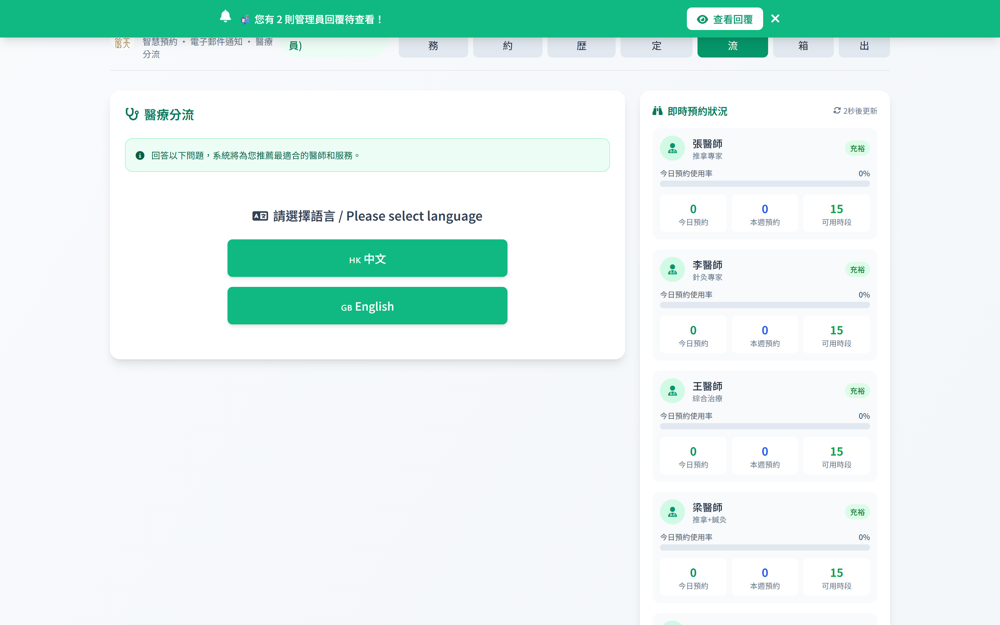 您有 2 則管理員回覆待查看！
查看回覆
館
智慧預約 • 電子郵件通知 • 醫療
分流
員)
務
約
歷
定
流
箱
出
醫療分流
回答以下問題，系統將為您推薦最適合的醫師和服務。
請選擇語言 / Please select language
HK 中文
GB English
即時預約狀況
2秒後更新
張醫師
推拿專家
充裕
今日預約使用率
0%
0
今日預約
0
本週預約
15
可用時段
李醫師
針灸專家
充裕
今日預約使用率
0%
0
今日預約
0
本週預約
15
可用時段
王醫師
綜合治療
充裕
今日預約使用率
0%
0
今日預約
0
本週預約
15
可用時段
梁醫師
推拿+鍼灸
充裕
今日預約使用率
0%
0
今日預約
0
本週預約
15
可用時段